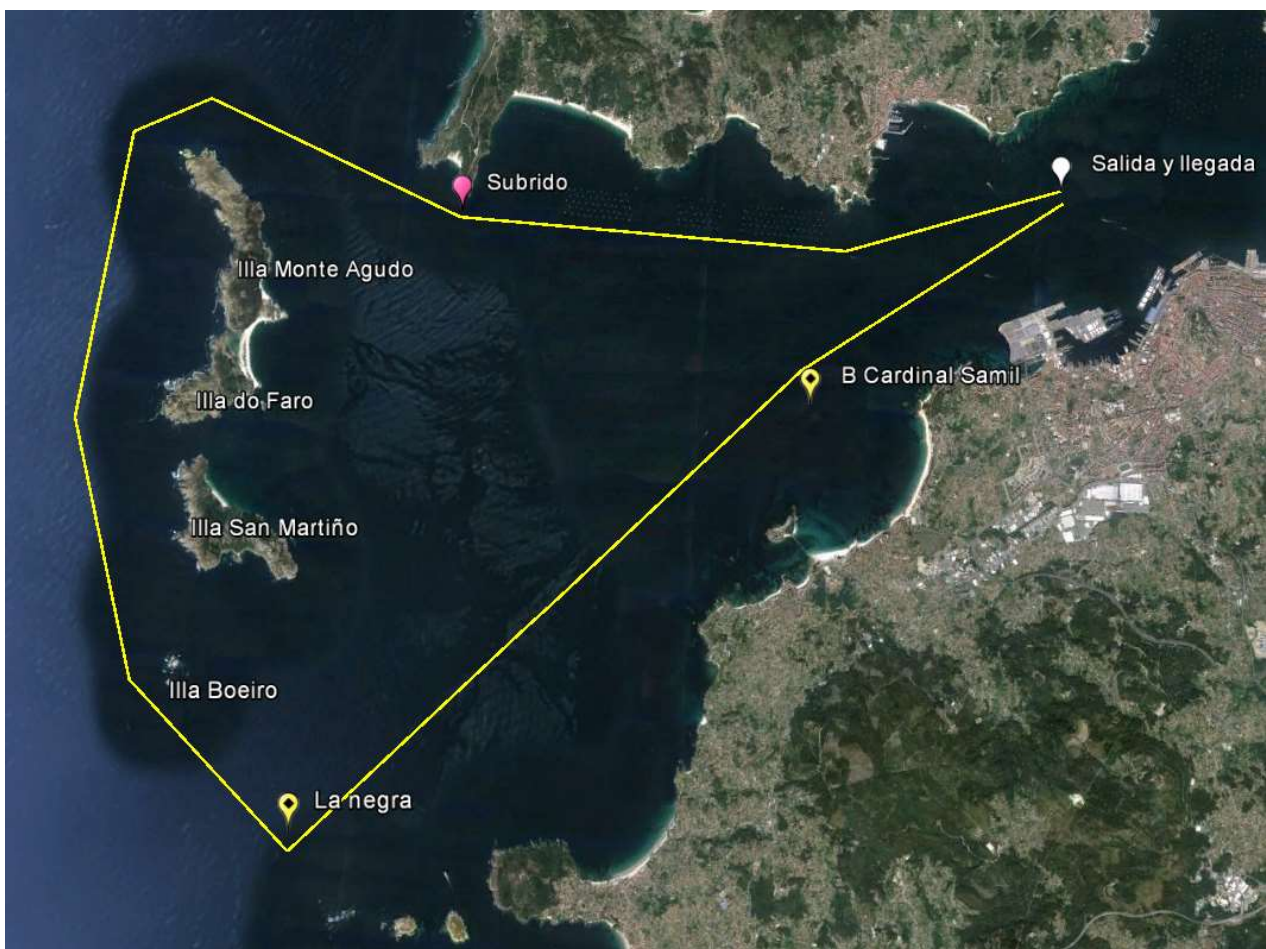 Subrido
Salida y llegada
Illa Monte Agudo
B Cardinal Samil
Illa do Faro
Illa San Martiño
Illa Boeiro
La negra